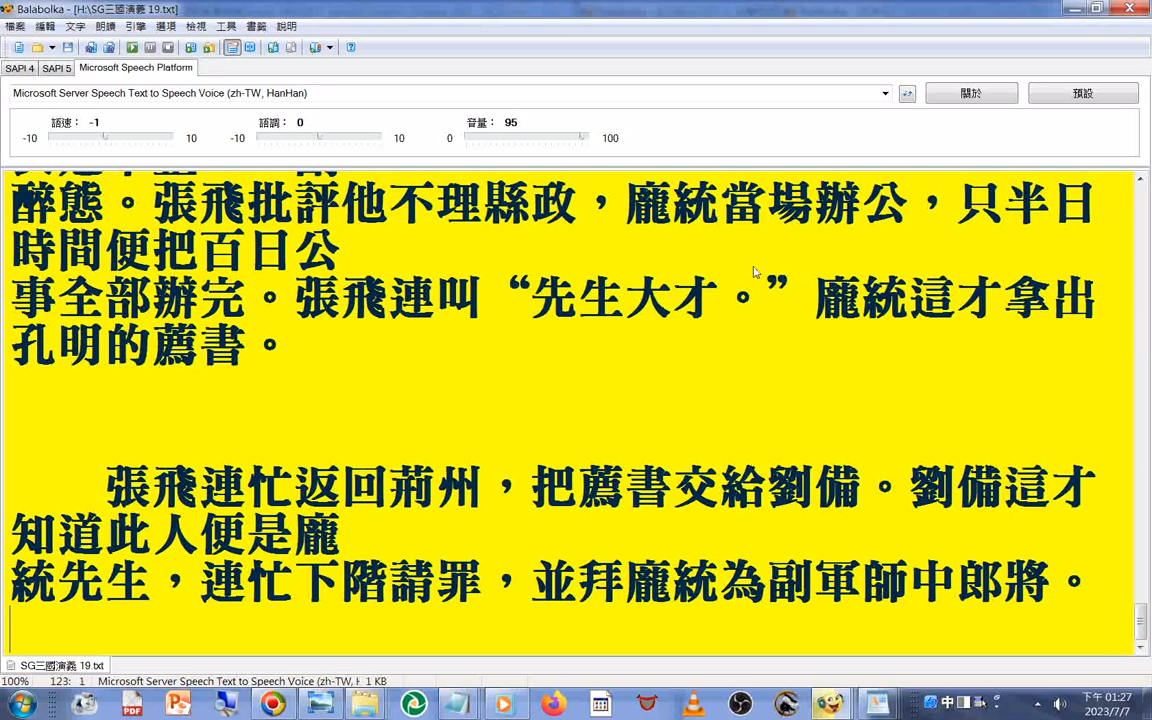 Balabolka - [H:\SG三國演義 19.txt]
檔案 編輯 文字 朗讀 引擎 選項 檢視 工具 書籤 說明
SAPI 4 SAPI 5 Microsoft Speech Platform
Microsoft Server Speech Text to Speech Voice (zh-TW, HanHan) 關於 預設
語速： -1 語調： 0 音量： 95
-10 10 -10 10 0 100
醉態。張飛批評他不理縣政，龐統當場辦公，只半日
時間便把百日公
事全部辦完。張飛連叫“先生大才。”龐統這才拿出
孔明的薦書。
張飛連忙返回荊州，把薦書交給劉備。劉備這才
知道此人便是龐
統先生，連忙下階請罪，並拜龐統為副軍師中郎將。
SG三國演義 19.txt
100% 123: 1 Microsoft Server Speech Text to Speech Voice (zh-TW, H 1 KB
中
下午 01:27
2023/7/7